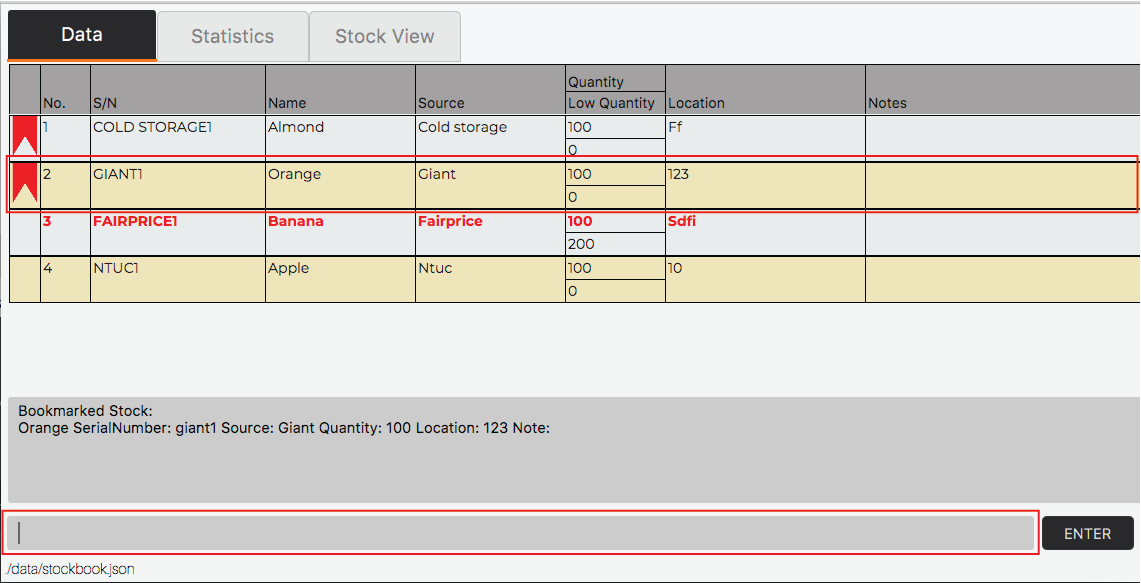 Data Statistics Stock View
No. S/N Name Source Quantity Low Quantity Location Notes
1 COLD STORAGE1 Almond Cold storage 100 Ff
0
2 GIANT1 Orange Giant 100 123
0
3 FAIRPRICE1 Banana Fairprice 100 Sdfi
200
4 NTUC1 Apple Ntuc 100 10
0
Bookmarked Stock:
Orange SerialNumber: giant1 Source: Giant Quantity: 100 Location: 123 Note:
ENTER
./data/stockbook.json